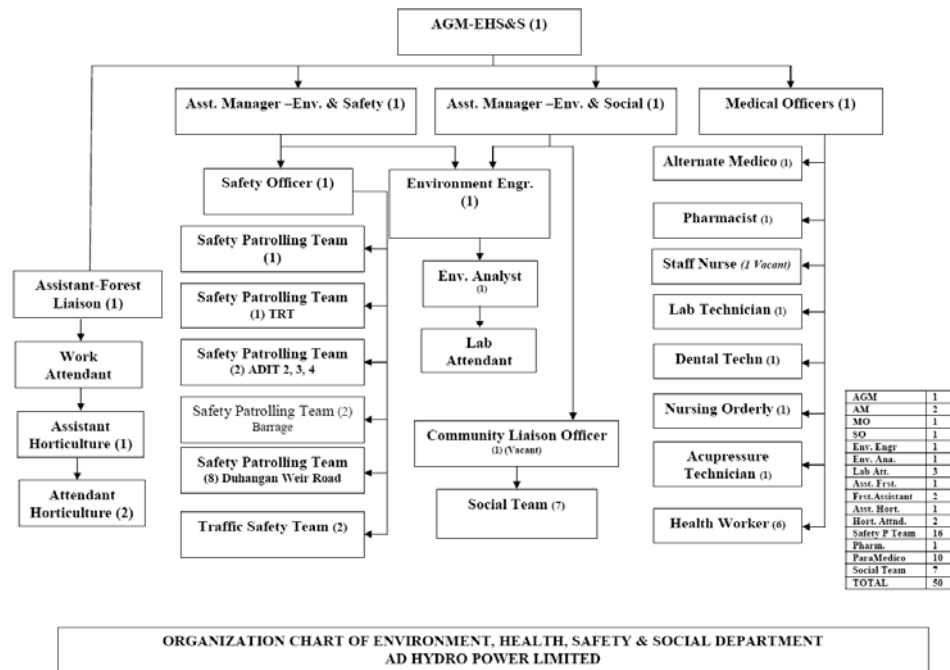 AGM-EHS&S (1)
Asst. Manager –Env. & Safety (1)
Asst. Manager –Env. & Social (1)
Medical Officers (1)
Safety Officer (1)
Environment Engr.
(1)
Alternate Medico (1)
Pharmacist (1)
Safety Patrolling Team
(1)
Staff Nurse (1 Vacant)
Env. Analyst
(1)
Assistant-Forest
Liaison (1)
Safety Patrolling Team
(1) TRT
Lab Technician (1)
Lab
Attendant
Work
Attendant
Safety Patrolling Team
(2) ADIT 2, 3, 4
Dental Techn (1)
Safety Patrolling Team (2)
Barrage
Nursing Orderly (1)
Assistant
Horticulture (1)
Community Liaison Officer
(1) (Vacant)
Safety Patrolling Team
(8) Duhangan Weir Road
Acupressure
Technician (1)
Attendant
Horticulture (2)
Social Team (7)
Traffic Safety Team (2)
Health Worker (6)
AGM 1
AM 2
MO 1
SO 1
Env. Engr 1
Env. Ana. 1
Lab Att. 3
Asst. Frst. 1
Frst.Assistant 2
Asst. Hort. 1
Hort. Attnd. 2
Safety P Team 16
Pharm. 1
ParaMedico 10
Social Team 7
TOTAL 50
ORGANIZATION CHART OF ENVIRONMENT, HEALTH, SAFETY & SOCIAL DEPARTMENT
AD HYDRO POWER LIMITED